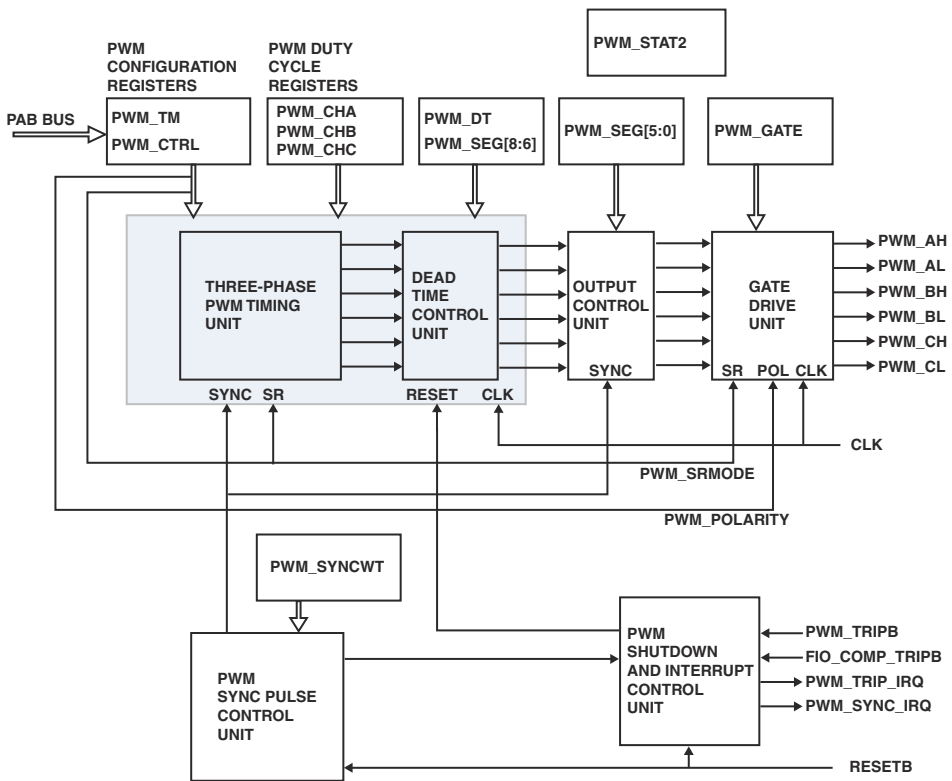 PWM_STAT2
PWM
CONFIGURATION
REGISTERS
PWM DUTY
CYCLE
REGISTERS
PAB BUS
PWM_TM
PWM_CTRL
PWM_CHA
PWM_CHB
PWM_CHC
PWM_DT
PWM_SEG[8:6]
PWM_SEG[5:0]
PWM_GATE
THREE-PHASE
PWM TIMING
UNIT
DEAD
TIME
CONTROL
UNIT
OUTPUT
CONTROL
UNIT
SYNC
GATE
DRIVE
UNIT
SR POL CLK
PWM_AH
PWM_AL
PWM_BH
PWM_BL
PWM_CH
PWM_CL
SYNC SR
RESET
CLK
CLK
PWM_SRMODE
PWM_POLARITY
PWM_SYNCWT
PWM
SYNC PULSE
CONTROL
UNIT
PWM
SHUTDOWN
AND INTERRUPT
CONTROL
UNIT
PWM_TRIPB
FIO_COMP_TRIPB
PWM_TRIP_IRQ
PWM_SYNC_IRQ
RESETB